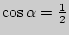 cos α = 1/2